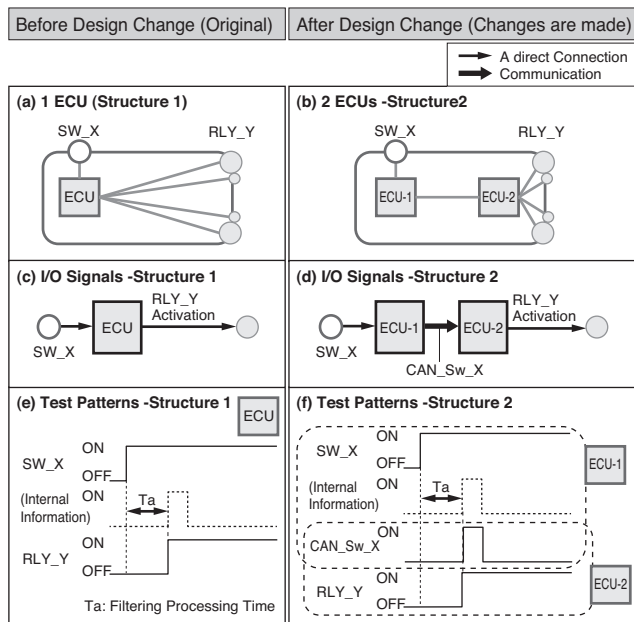 Before Design Change (Original)
After Design Change (Changes are made)
A direct Connection
Communication
(a) 1 ECU (Structure 1)
SW_X
RLY_Y
ECU
(b) 2 ECUs -Structure2
SW_X
RLY_Y
ECU-1
ECU-2
(c) I/O Signals -Structure 1
RLY_Y
Activation
ECU
SW_X
(d) I/O Signals -Structure 2
RLY_Y
Activation
ECU-1
ECU-2
SW_X
CAN_Sw_X
(e) Test Patterns -Structure 1
ECU
ON
SW_X
OFF
(Internal
Information)
ON
Ta
ON
RLY_Y
OFF
Ta: Filtering Processing Time
(f) Test Patterns -Structure 2
ON
SW_X
OFF
ECU-1
(Internal
Information)
ON
Ta
ON
CAN_Sw_X
ON
RLY_Y
OFF
ECU-2